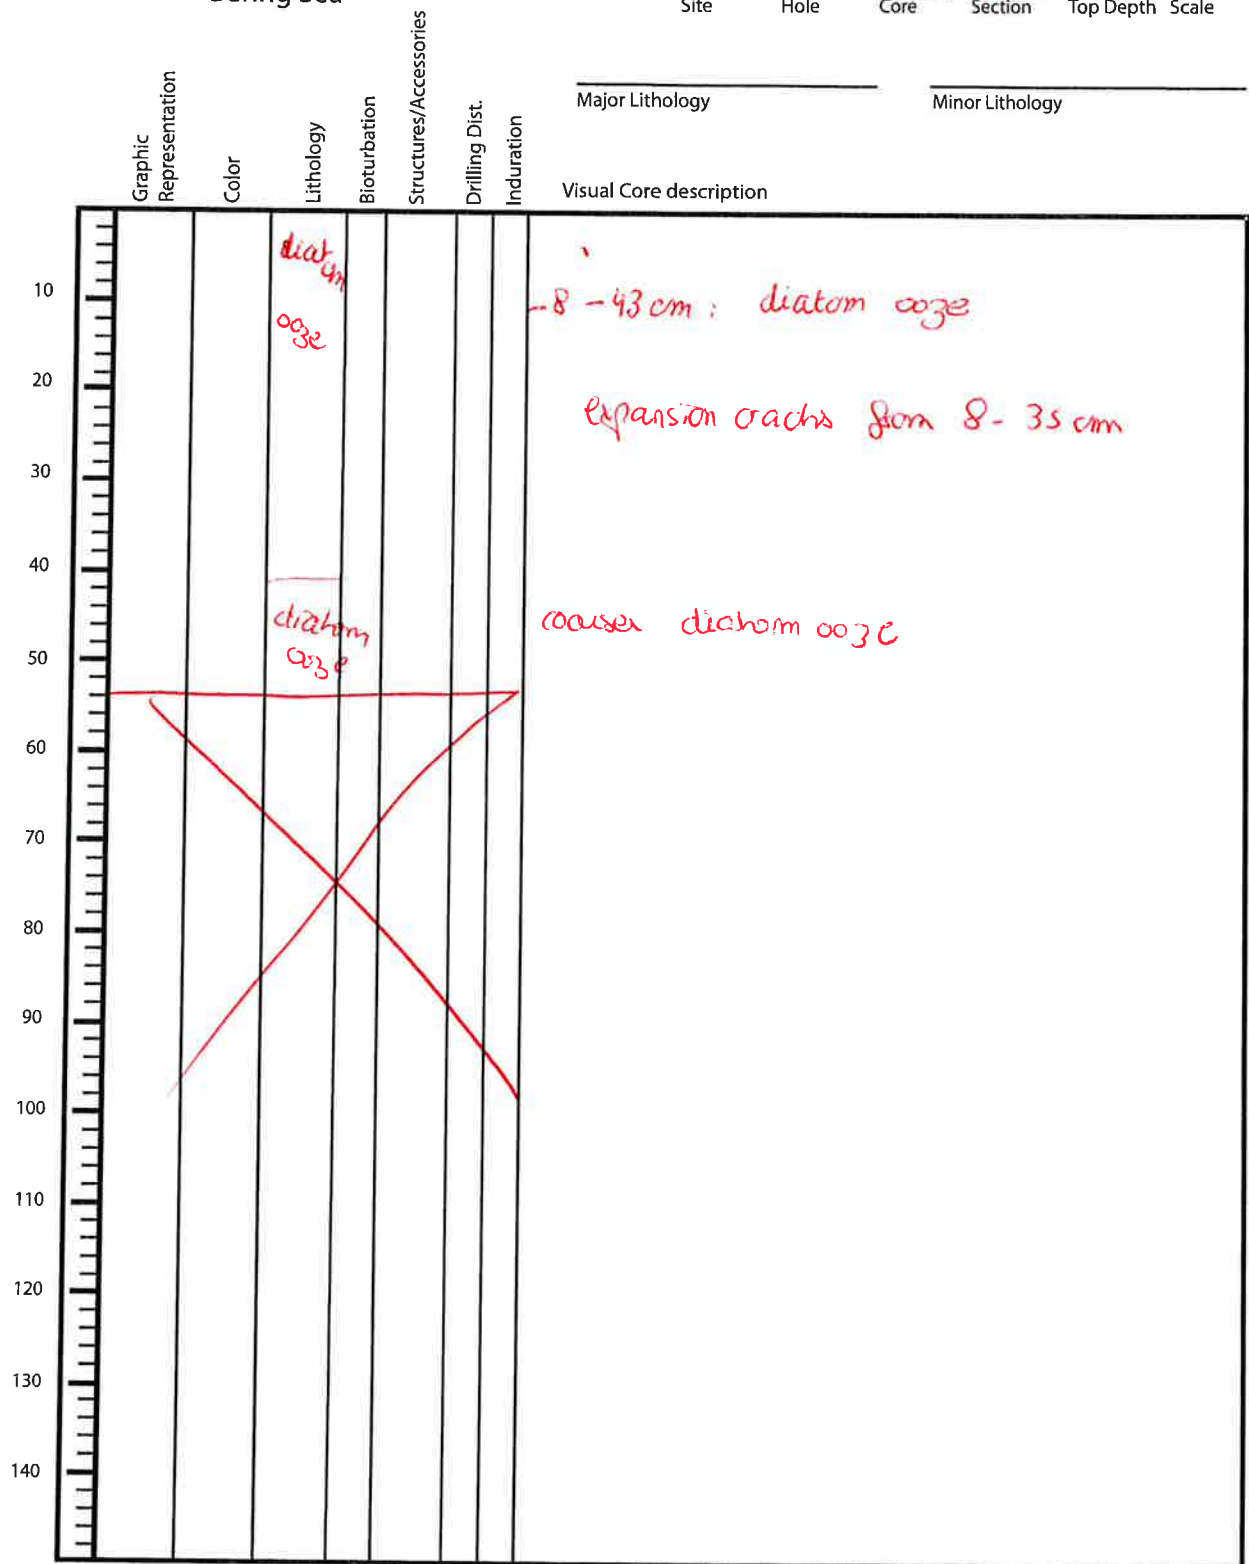 Bering Sea
Site Hole Core Section Top Depth Scale
Major Lithology Minor Lithology
Graphic Representation
Color
Lithology
Bioturbation
Structures/Accessories
Drilling Dist.
Induration
Visual Core description
diatom
ooze
8 - 43 cm : diatom ooze
expansion cracks from 8 - 35 cm
diatom
ooze
coarser diatom ooze
10
20
30
40
50
60
70
80
90
100
110
120
130
140